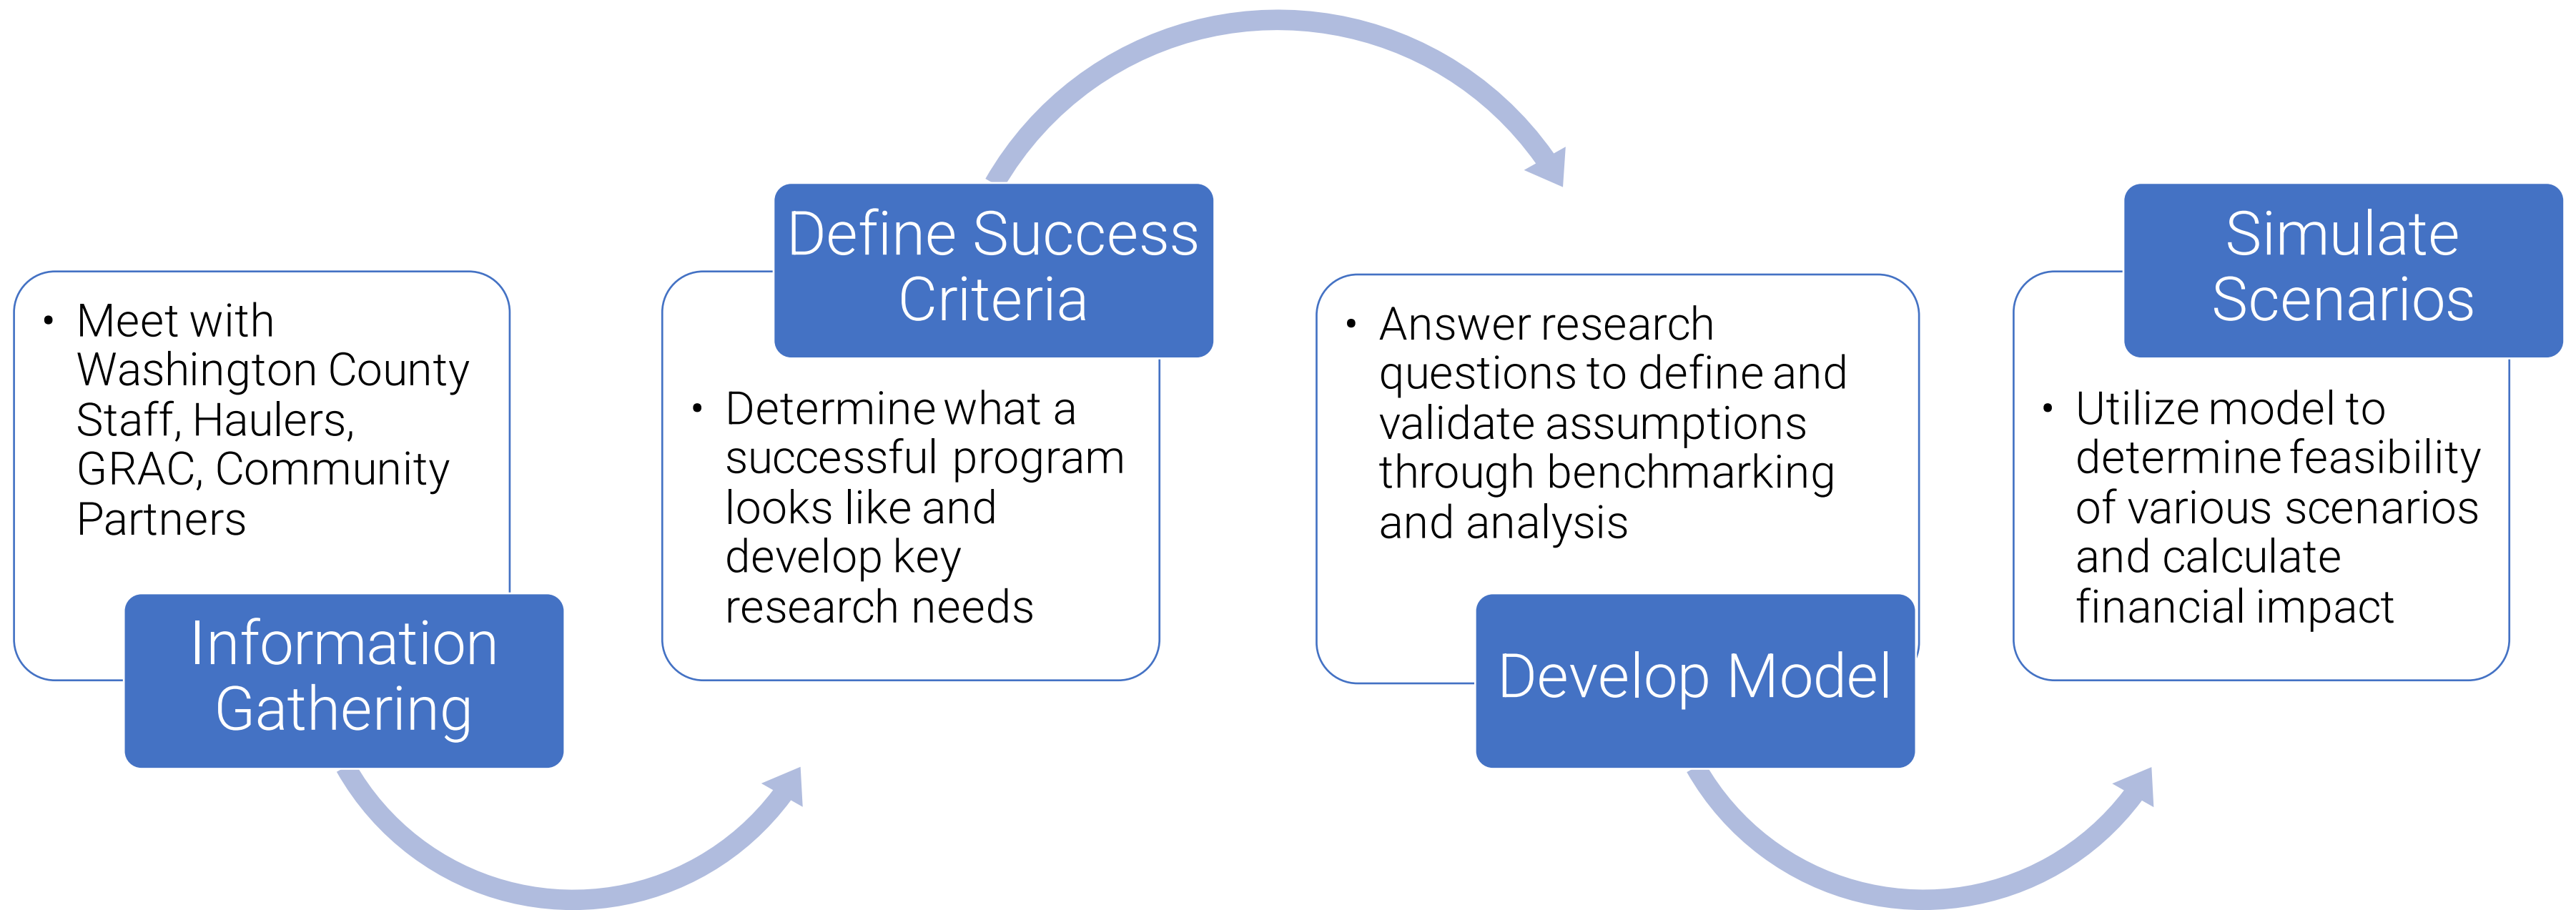 • Meet with
Washington County
Staff, Haulers,
GRAC, Community
Partners
Information
Gathering
Define Success
Criteria
• Determine what a
successful program
looks like and
develop key
research needs
• Answer research
questions to define and
validate assumptions
through benchmarking
and analysis
Develop Model
Simulate
Scenarios
• Utilize model to
determine feasibility
of various scenarios
and calculate
financial impact